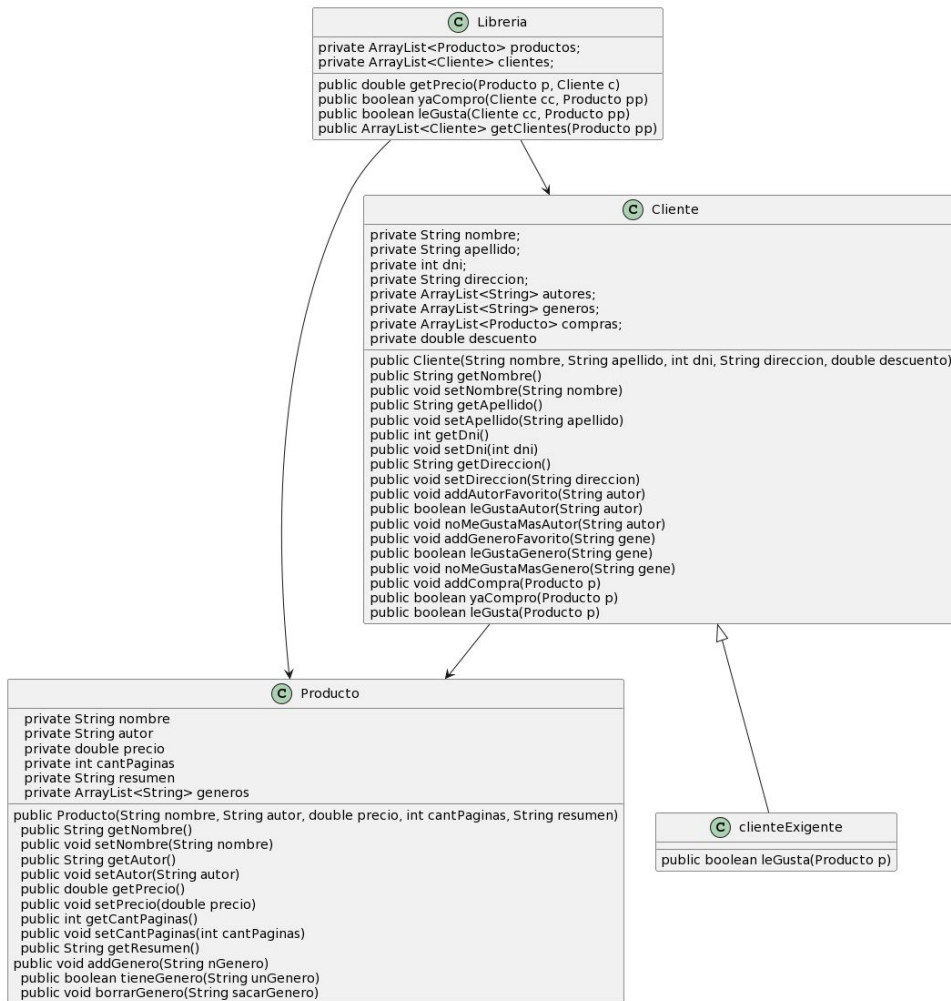 C Libreria
private ArrayList<Producto> productos;
private ArrayList<Cliente> clientes;
public double getPrecio(Producto p, Cliente c)
public boolean yaCompro(Cliente cc, Producto pp)
public boolean leGusta(Cliente cc, Producto pp)
public ArrayList<Cliente> getClientes(Producto pp)
C Cliente
private String nombre;
private String apellido;
private int dni;
private String direccion;
private ArrayList<String> autores;
private ArrayList<String> generos;
private ArrayList<Producto> compras;
private double descuento
public Cliente(String nombre, String apellido, int dni, String direccion, double descuento)
public String getNombre()
public void setNombre(String nombre)
public String getApellido()
public void setApellido(String apellido)
public int getDni()
public void setDni(int dni)
public String getDireccion()
public void setDireccion(String direccion)
public void addAutorFavorito(String autor)
public boolean leGustaAutor(String autor)
public void noMeGustaMasAutor(String autor)
public void addGeneroFavorito(String gene)
public boolean leGustaGenero(String gene)
public void noMeGustaMasGenero(String gene)
public void addCompra(Producto p)
public boolean yaCompro(Producto p)
public boolean leGusta(Producto p)
C Producto
private String nombre
private String autor
private double precio
private int cantPaginas
private String resumen
private ArrayList<String> generos
public Producto(String nombre, String autor, double precio, int cantPaginas, String resumen)
public String getNombre()
public void setNombre(String nombre)
public String getAutor()
public void setAutor(String autor)
public double getPrecio()
public void setPrecio(double precio)
public int getCantPaginas()
public void setCantPaginas(int cantPaginas)
public String getResumen()
public void addGenero(String nGenero)
public boolean tieneGenero(String unGenero)
public void borrarGenero(String sacarGenero)
C clienteExigente
public boolean leGusta(Producto p)